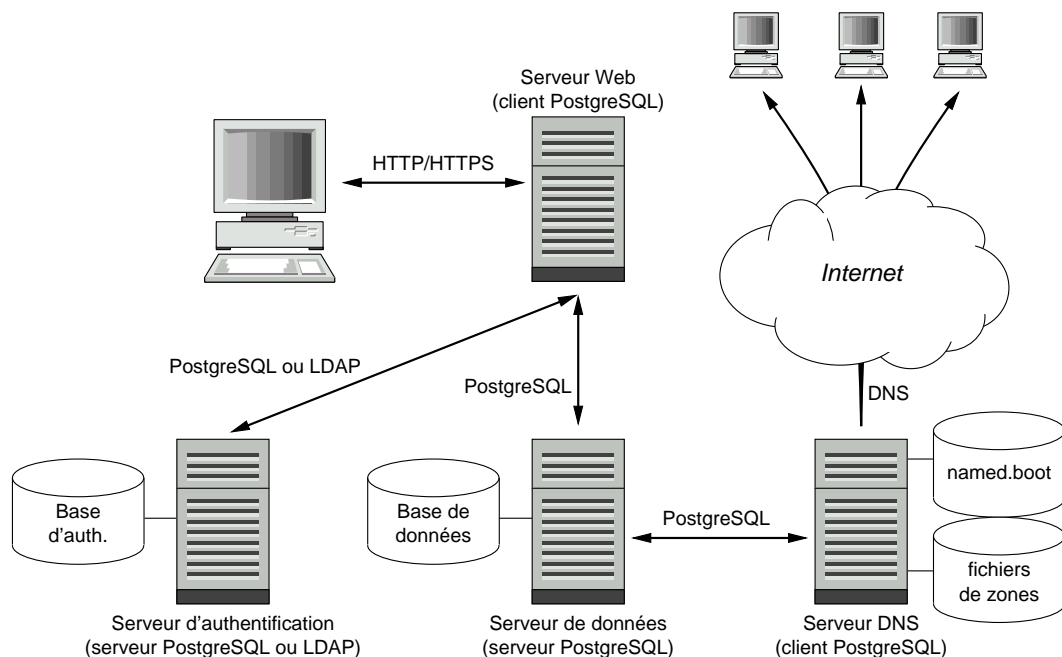 Serveur Web
(client PostgreSQL)
HTTP/HTTPS
Internet
PostgreSQL ou LDAP
PostgreSQL
DNS
Base
d'auth.
Base de
données
PostgreSQL
named.boot
fichiers
de zones
Serveur d'authentification
(serveur PostgreSQL ou LDAP)
Serveur de données
(serveur PostgreSQL)
Serveur DNS
(client PostgreSQL)